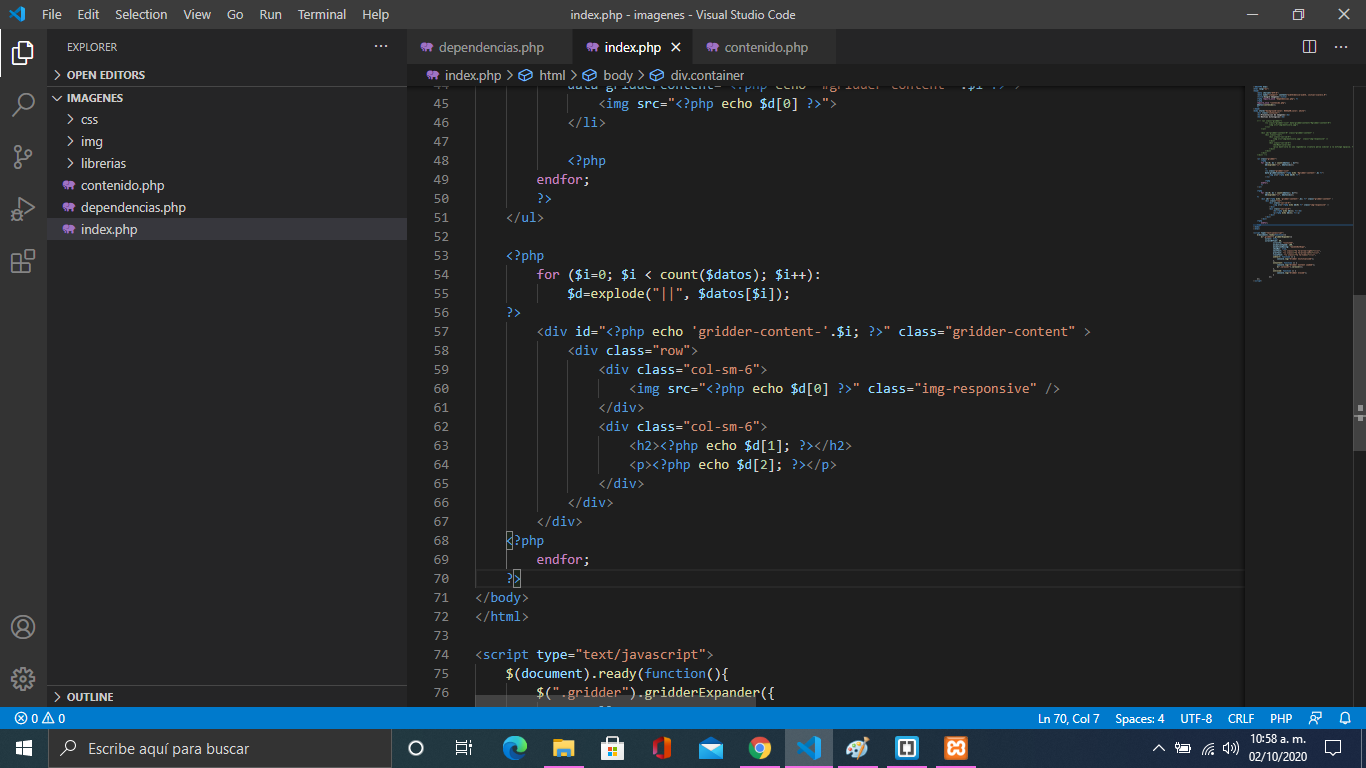 File Edit Selection View Go Run Terminal Help index.php - imagenes - Visual Studio Code
EXPLORER ···
OPEN EDITORS
IMAGENES
css
img
librerias
contenido.php
dependencias.php
index.php
OUTLINE
dependencias.php index.php contenido.php
index.php > html > body > div.container
45 <img src="<?php echo $d[0] ?>">
46 </li>
47
48 <?php
49 endfor;
50 ?>
51 </ul>
52
53 <?php
54 for ($i=0; $i < count($datos); $i++):
55 $d=explode("||", $datos[$i]);
56 ?>
57 <div id="<?php echo 'gridder-content-'.$i; ?>" class="gridder-content" >
58 <div class="row">
59 <div class="col-sm-6">
60 <img src="<?php echo $d[0] ?>" class="img-responsive" />
61 </div>
62 <div class="col-sm-6">
63 <h2><?php echo $d[1]; ?></h2>
64 <p><?php echo $d[2]; ?></p>
65 </div>
66 </div>
67 </div>
68 <?php
69 endfor;
70 ?>
71 </body>
72 </html>
73
74 <script type="text/javascript">
75 $(document).ready(function(){
76 $(".gridder").gridderExpander({
0 0 Ln 70, Col 7 Spaces: 4 UTF-8 CRLF PHP
Escribe aquí para buscar
10:58 a. m.
02/10/2020